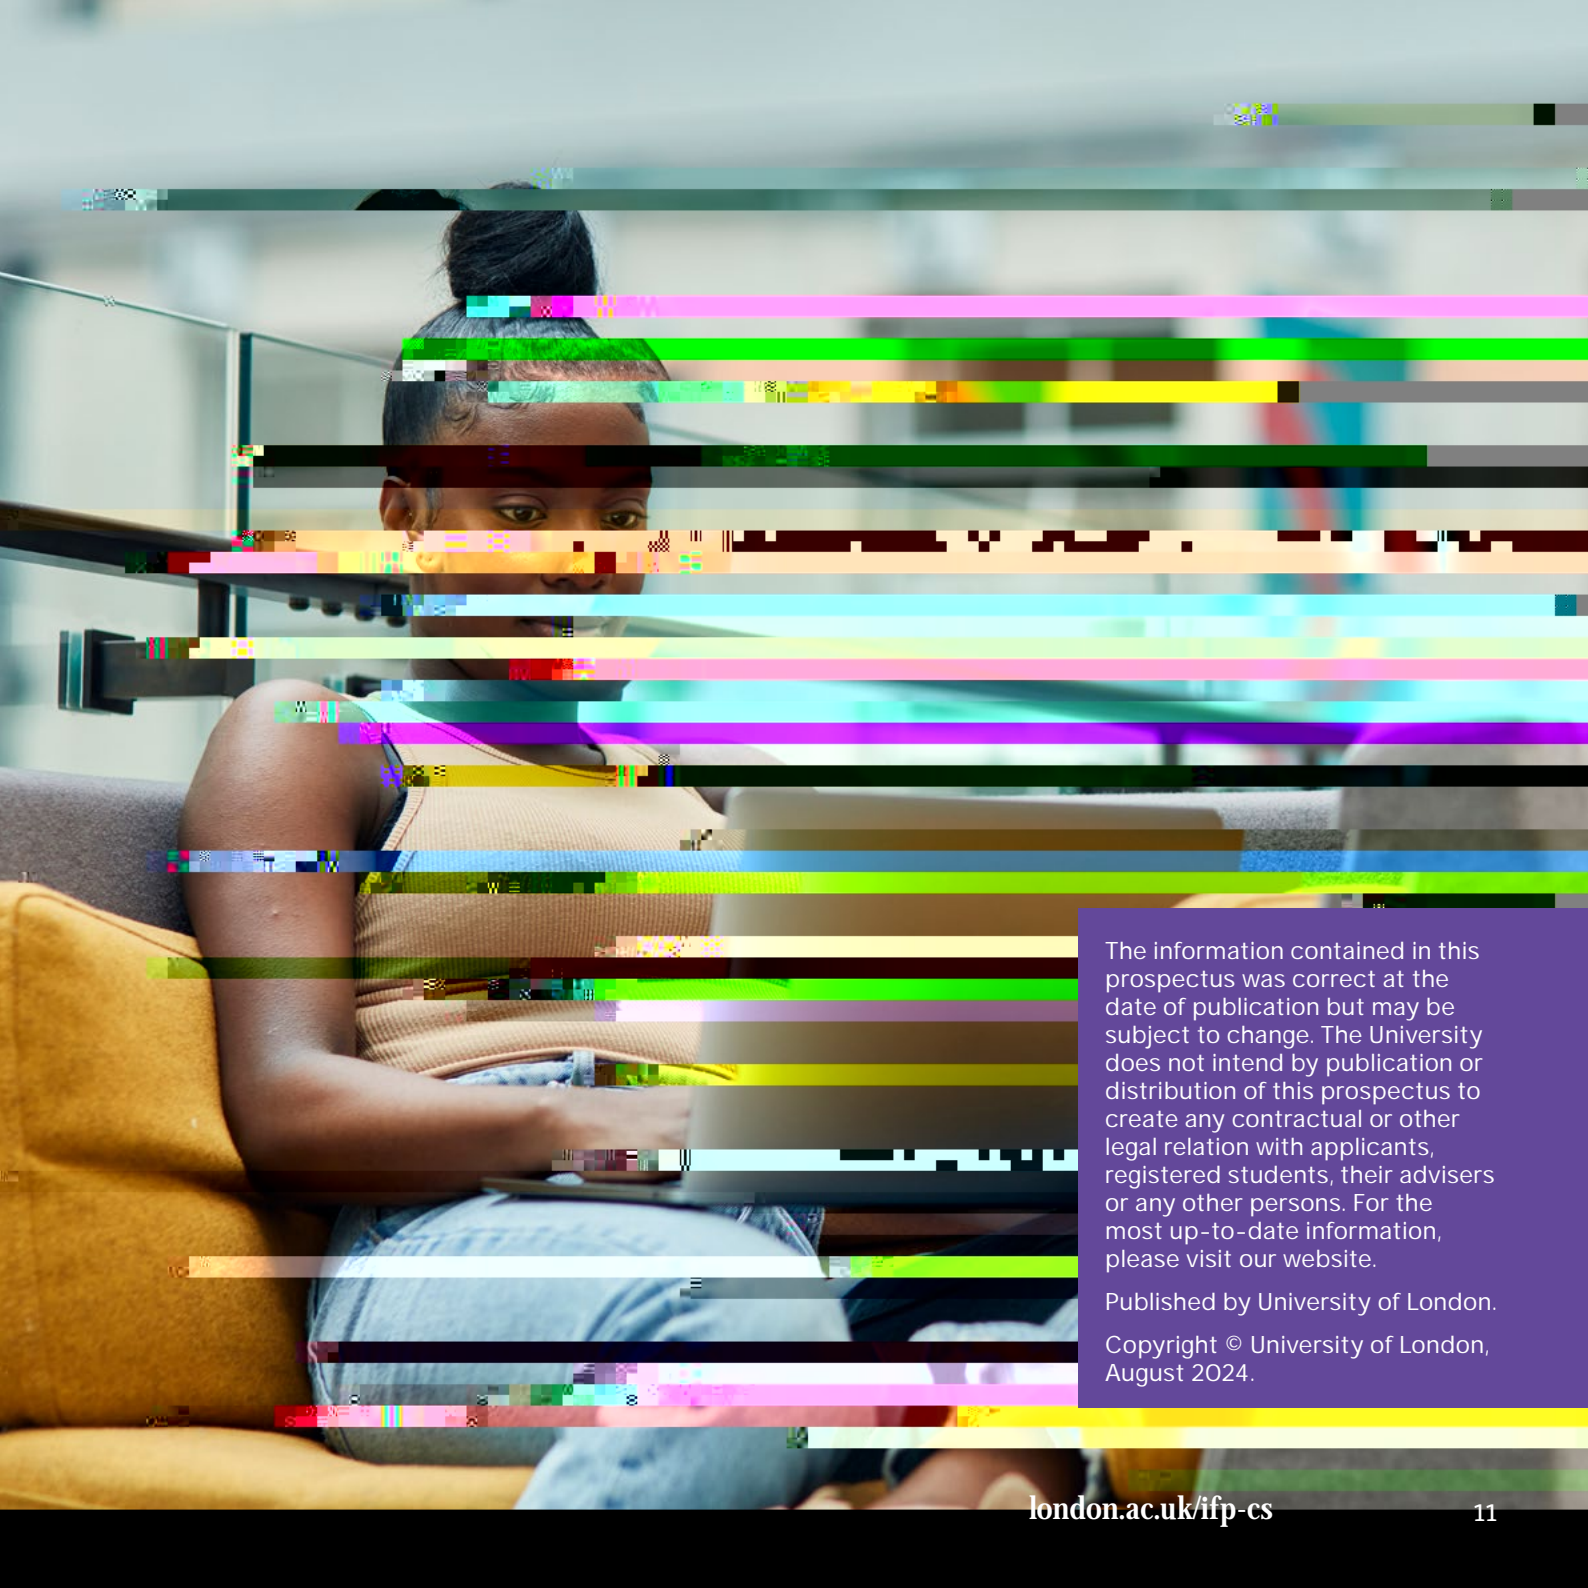 The information contained in this
prospectus was correct at the
date of publication but may be
subject to change. The University
does not intend by publication or
distribution of this prospectus to
create any contractual or other
legal relation with applicants,
registered students, their advisers
or any other persons. For the
most up-to-date information,
please visit our website.
Published by University of London.
Copyright © University of London,
August 2024.
london.ac.uk/ifp-cs
11